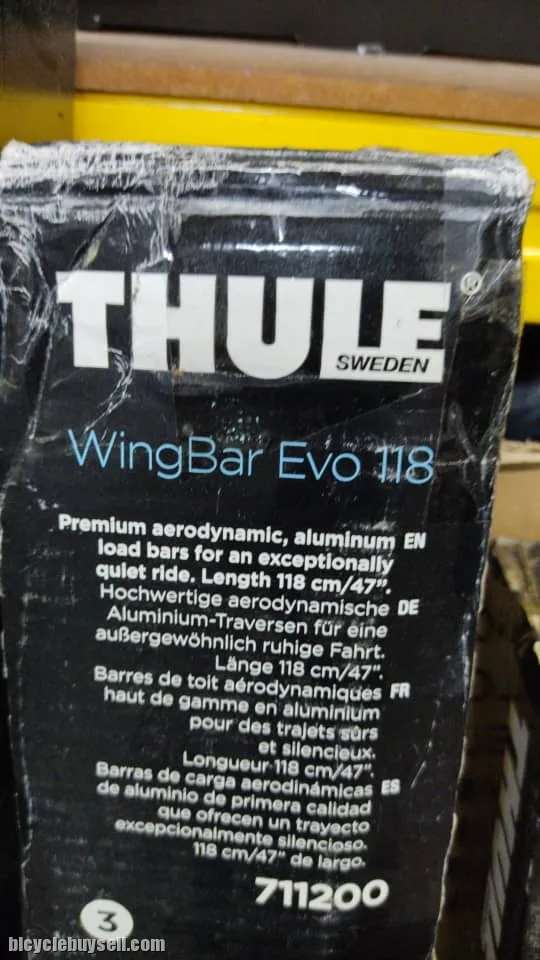 THULE®
SWEDEN
WingBar Evo 118
Premium aerodynamic, aluminum EN
load bars for an exceptionally
quiet ride. Length 118 cm/47".
Hochwertige aerodynamische DE
Aluminium-Traversen für eine
außergewöhnlich ruhige Fahrt.
Länge 118 cm/47".
Barres de toit aérodynamiques FR
haut de gamme en aluminium
pour des trajets sûrs
et silencieux.
Longueur 118 cm/47".
Barras de carga aerodinámicas ES
de aluminio de primera calidad
que ofrecen un trayecto
excepcionalmente silencioso.
118 cm/47" de largo.
711200
3
bicyclebuysell.com